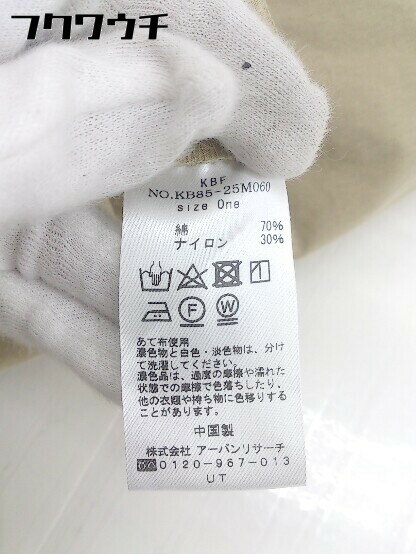 フクワウチ
KBF
NO.KB85-25M060
size One
綿 70%
ナイロン 30%
F W
あて布使用
濃色物と白色・淡色物は、分け
て洗濯してください。
濃色品は、過度の摩擦や濡れた
状態での摩擦で色落ちしたり、
他の衣類や持ち物に色移りする
ことがあります。
中国製
株式会社 アーバンリサーチ
0120-967-013
UT